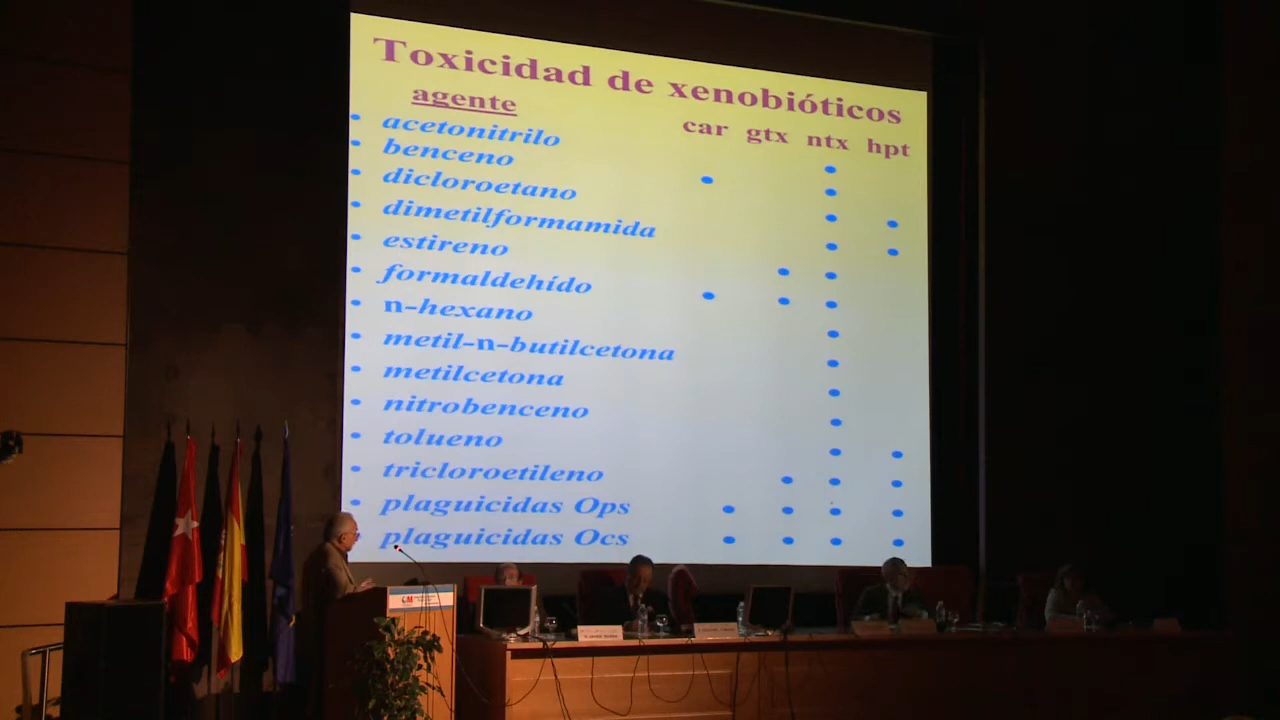 Toxicidad de xenobióticos
agente
car gtx ntx hpt
• acetonitrilo •
• benceno • •
• dicloroetano • •
• dimetilformamida • •
• estireno • •
• formaldehído • • •
• n-hexano •
• metil-n-butilcetona •
• metilcetona •
• nitrobenceno •
• tolueno • •
• tricloroetileno • • •
• plaguicidas Ops • • • •
• plaguicidas Ocs • • • •